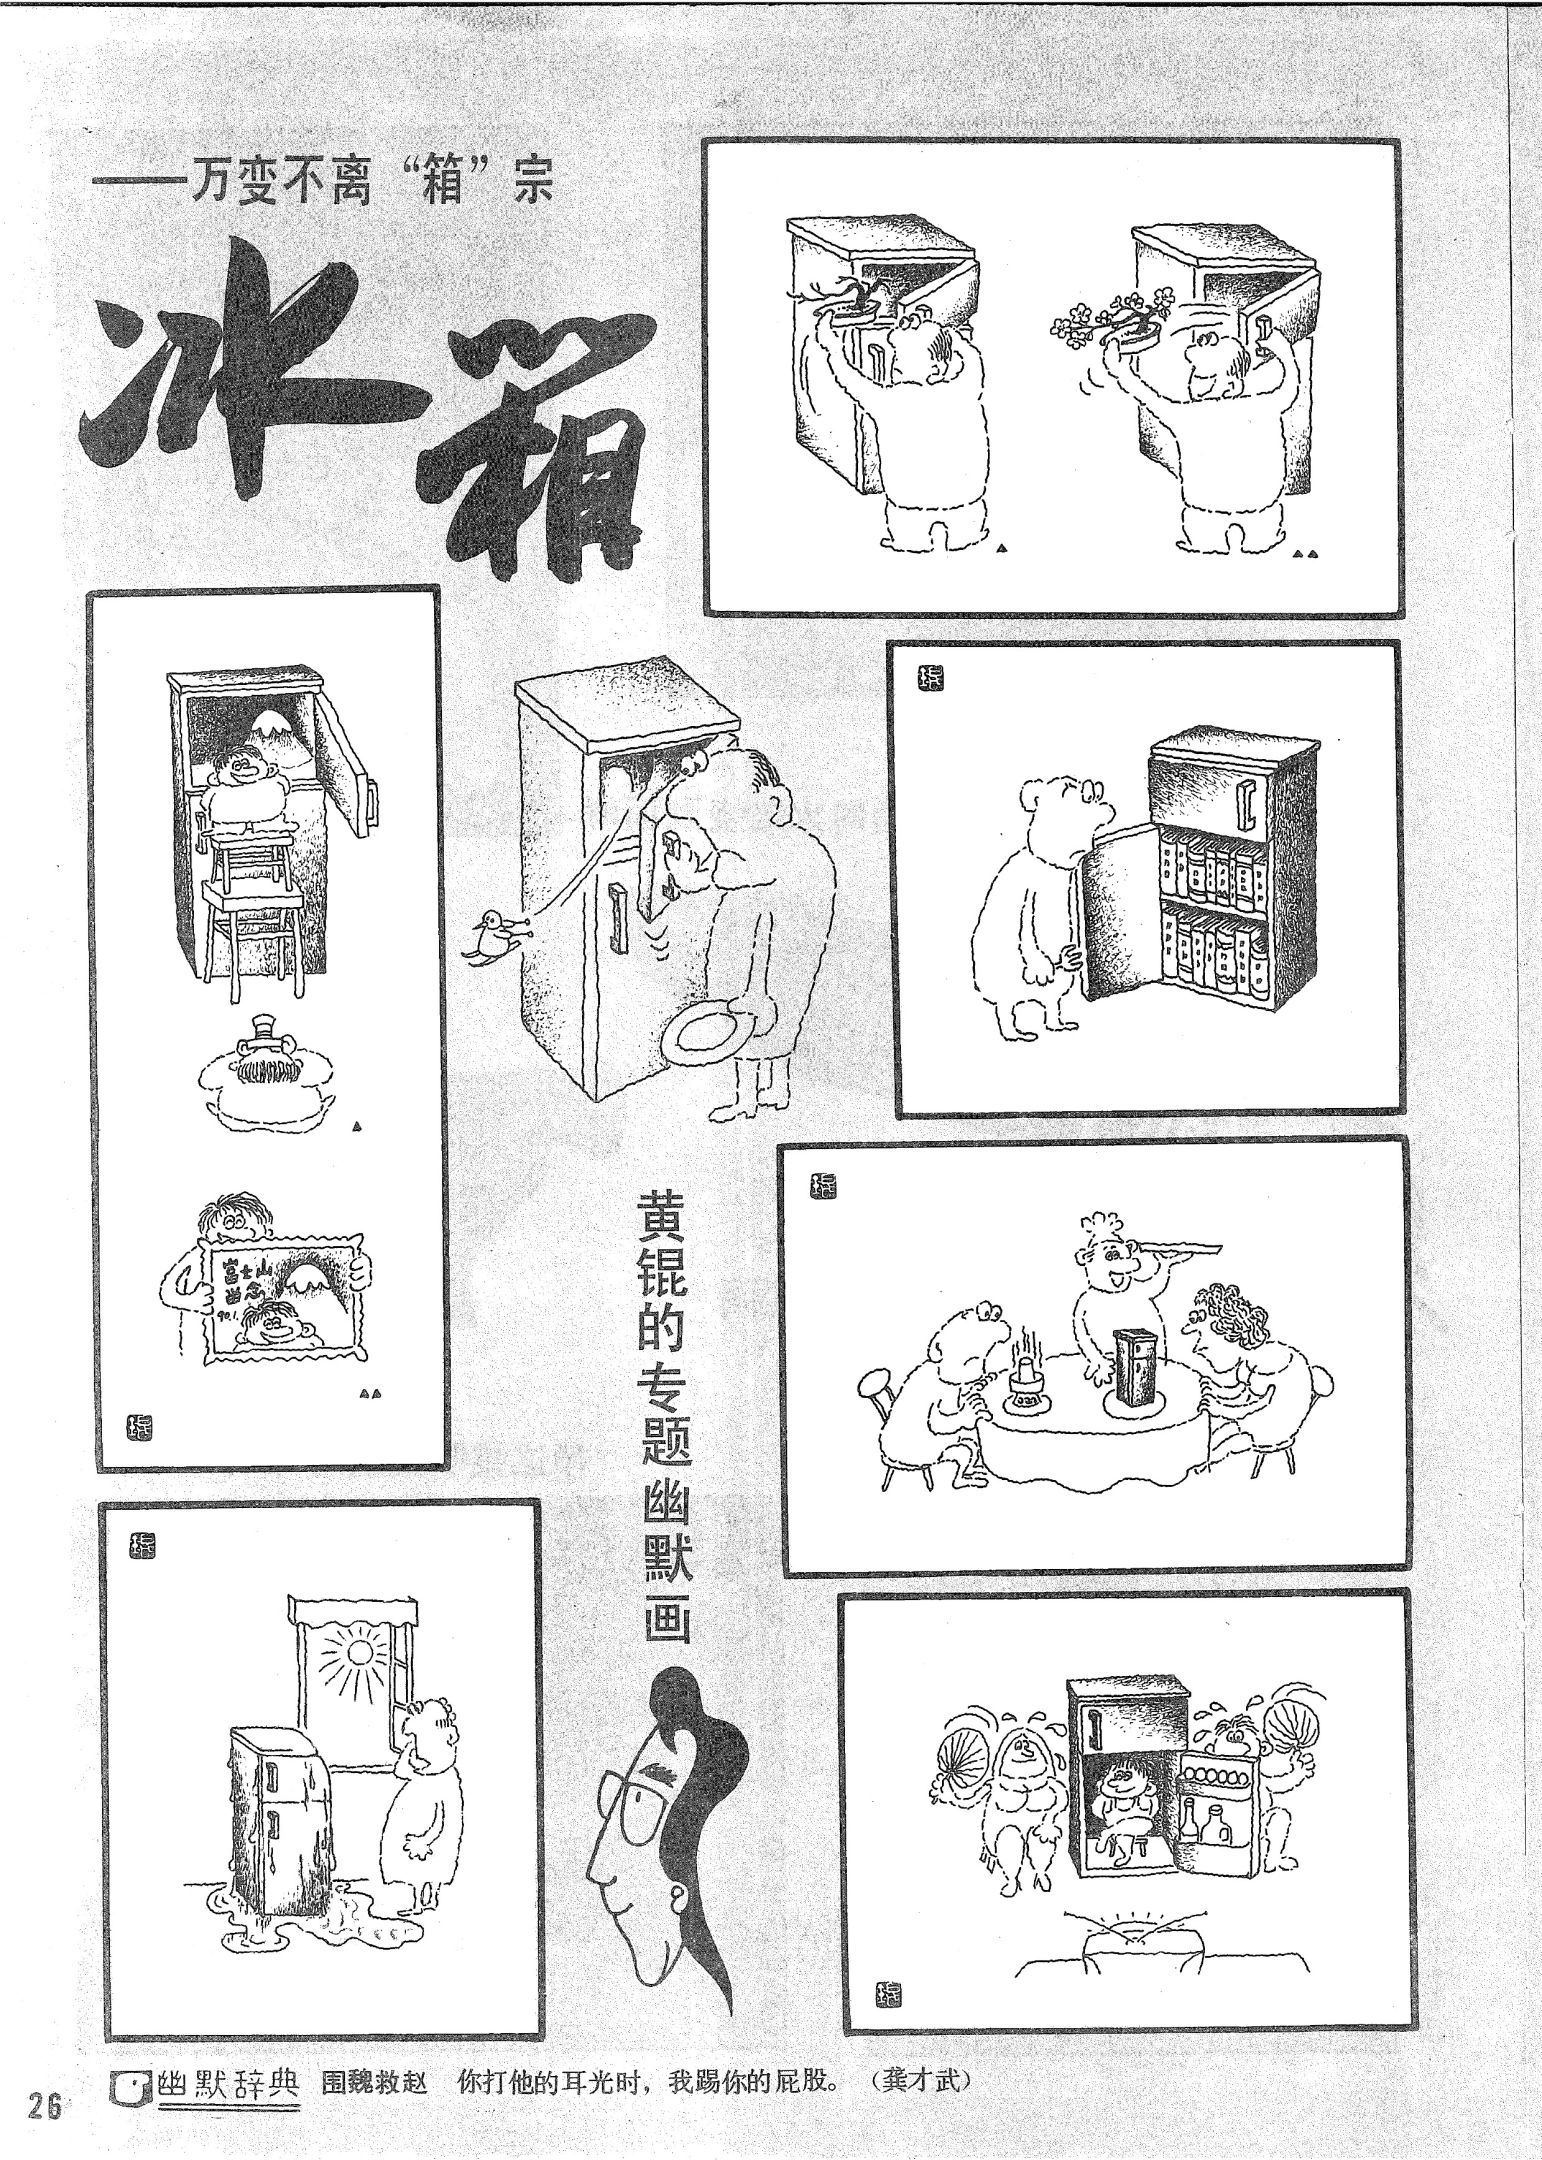 ——万变不离“箱”宗
冰箱
富士山
留念
90.1.
黄锟的专题幽默画
幽默辞典 围魏救赵 你打他的耳光时，我踢你的屁股。（龚才武）
26